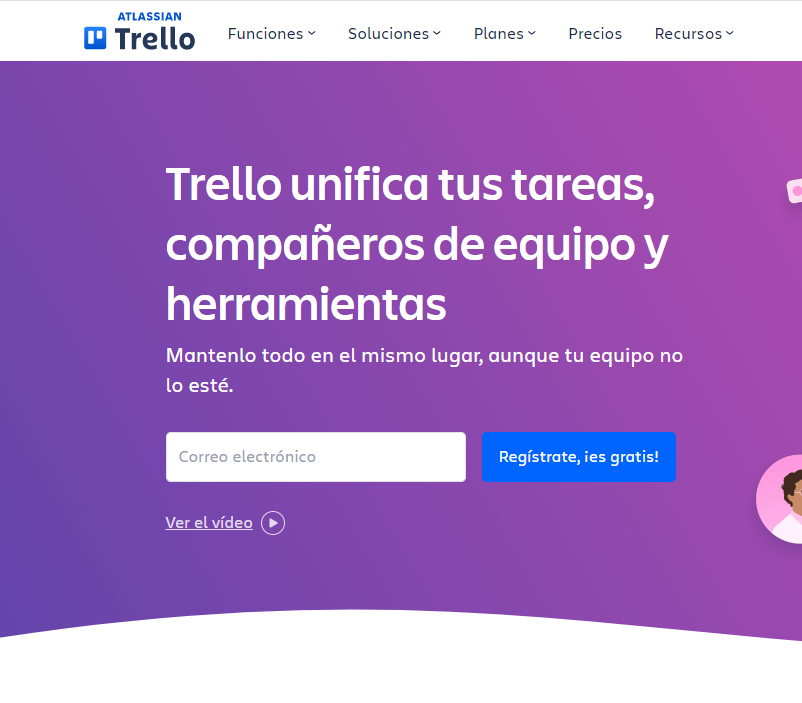 ATLASSIAN
Trello
Funciones
Soluciones
Planes
Precios
Recursos
Trello unifica tus tareas,
compañeros de equipo y
herramientas
Mantenlo todo en el mismo lugar, aunque tu equipo no
lo esté.
Correo electrónico
Regístrate, ¡es gratis!
Ver el vídeo